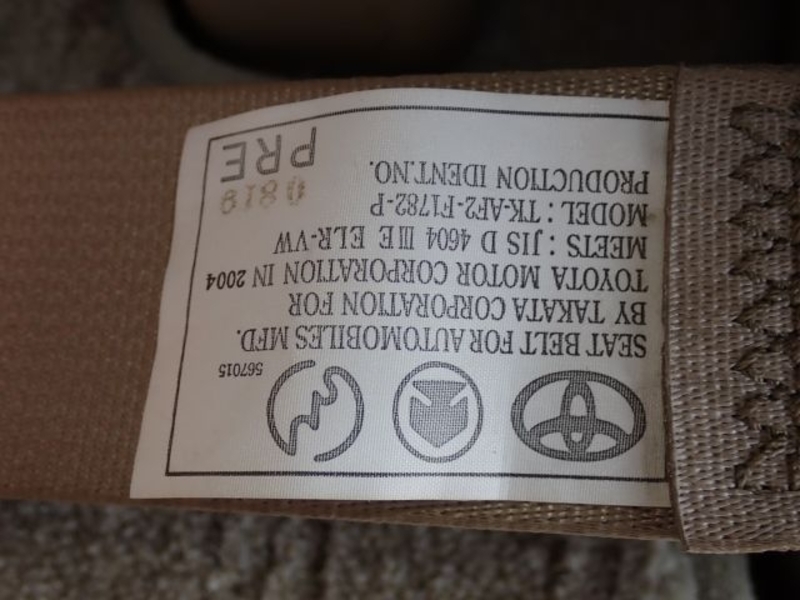 567015
SEAT BELT FOR AUTOMOBILES MFD.
BY TAKATA CORPORATION FOR
TOYOTA MOTOR CORPORATION IN 2004
MEETS : JIS D 4604 III E ELR-VW
MODEL : TK-AF2-F1782-P
PRODUCTION IDENT.NO.
0819
PRE